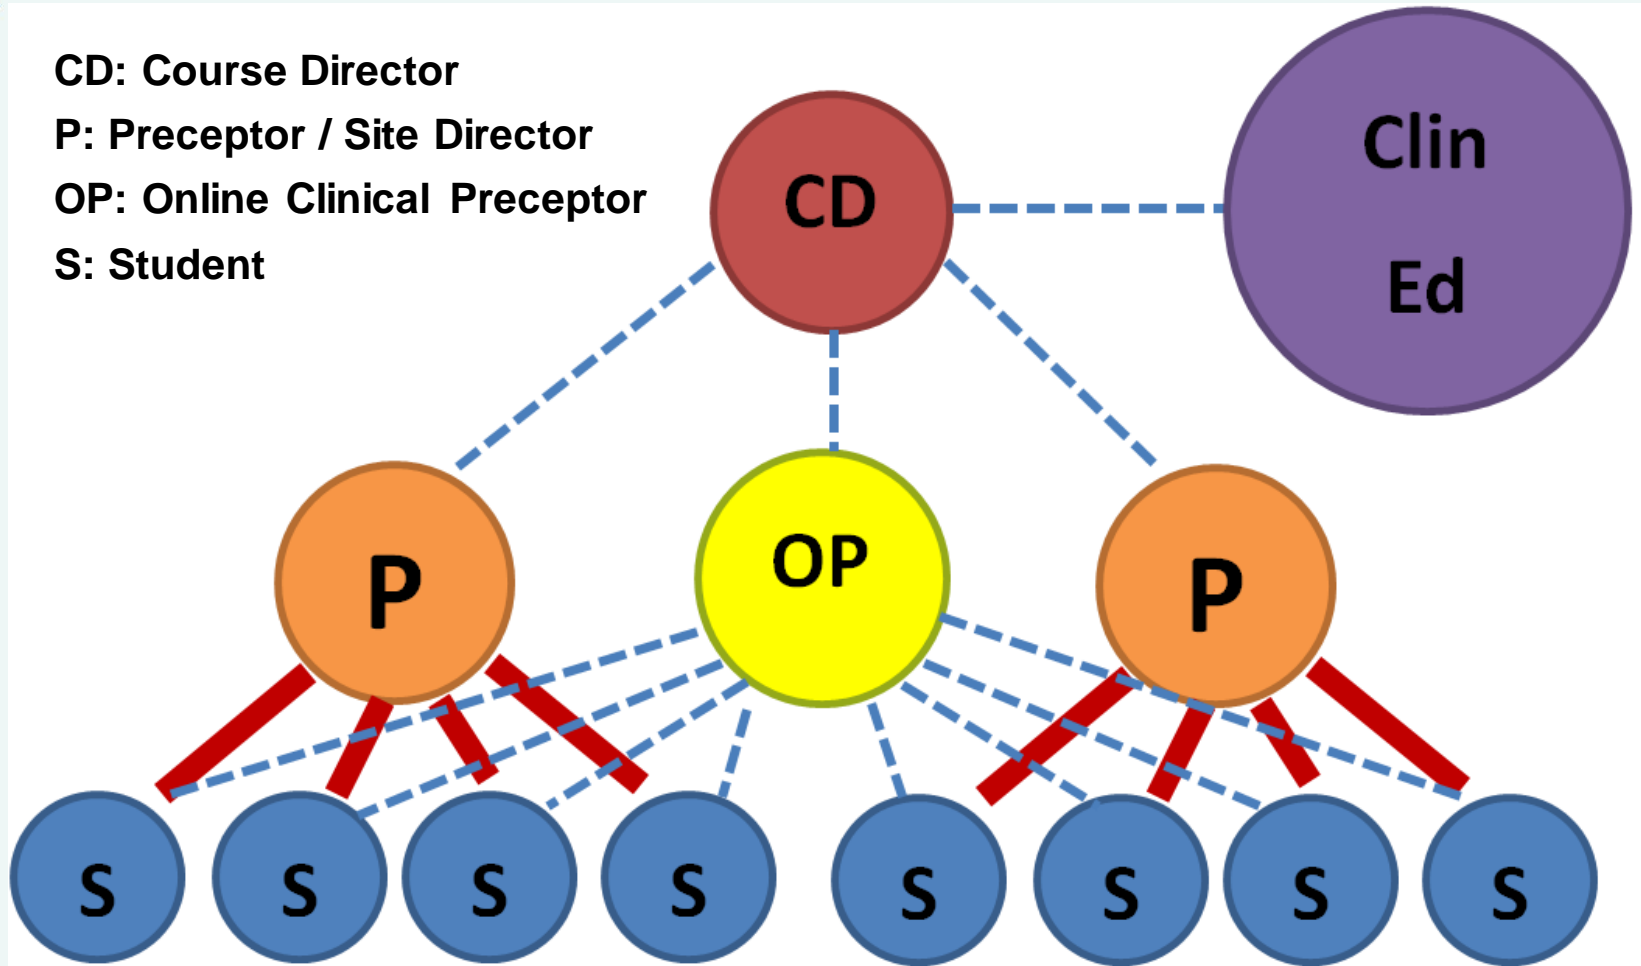 CD: Course Director
P: Preceptor / Site Director
OP: Online Clinical Preceptor
S: Student
CD
Clin
Ed
P
OP
P
S
S
S
S
S
S
S
S